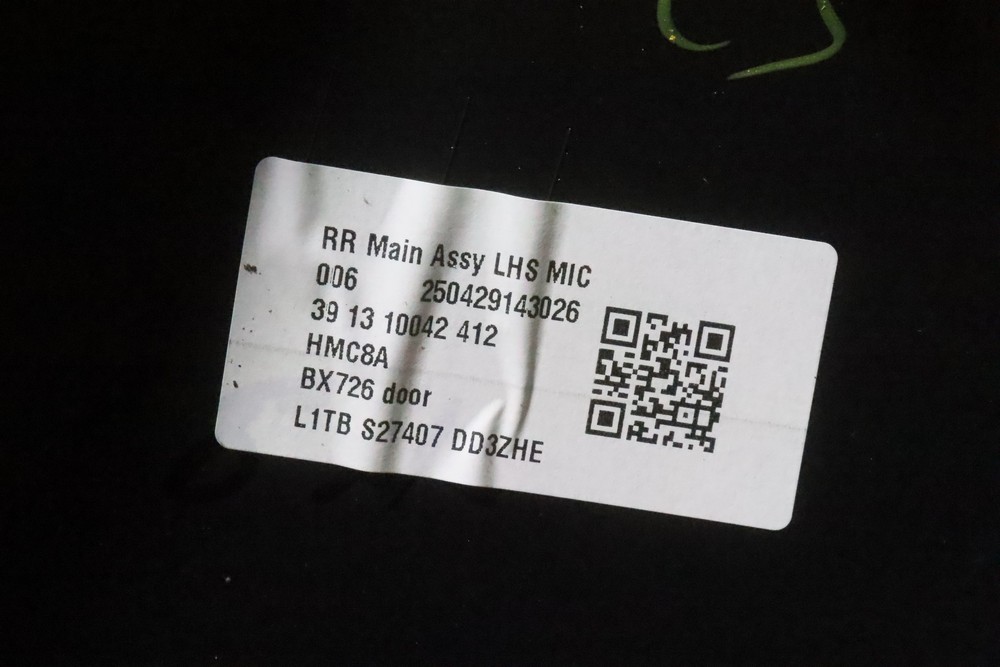 RR Main Assy LHS MIC
006 250429143026
39 13 10042 412
HMC8A
BX726 door
L1TB S27407 DD3ZHE